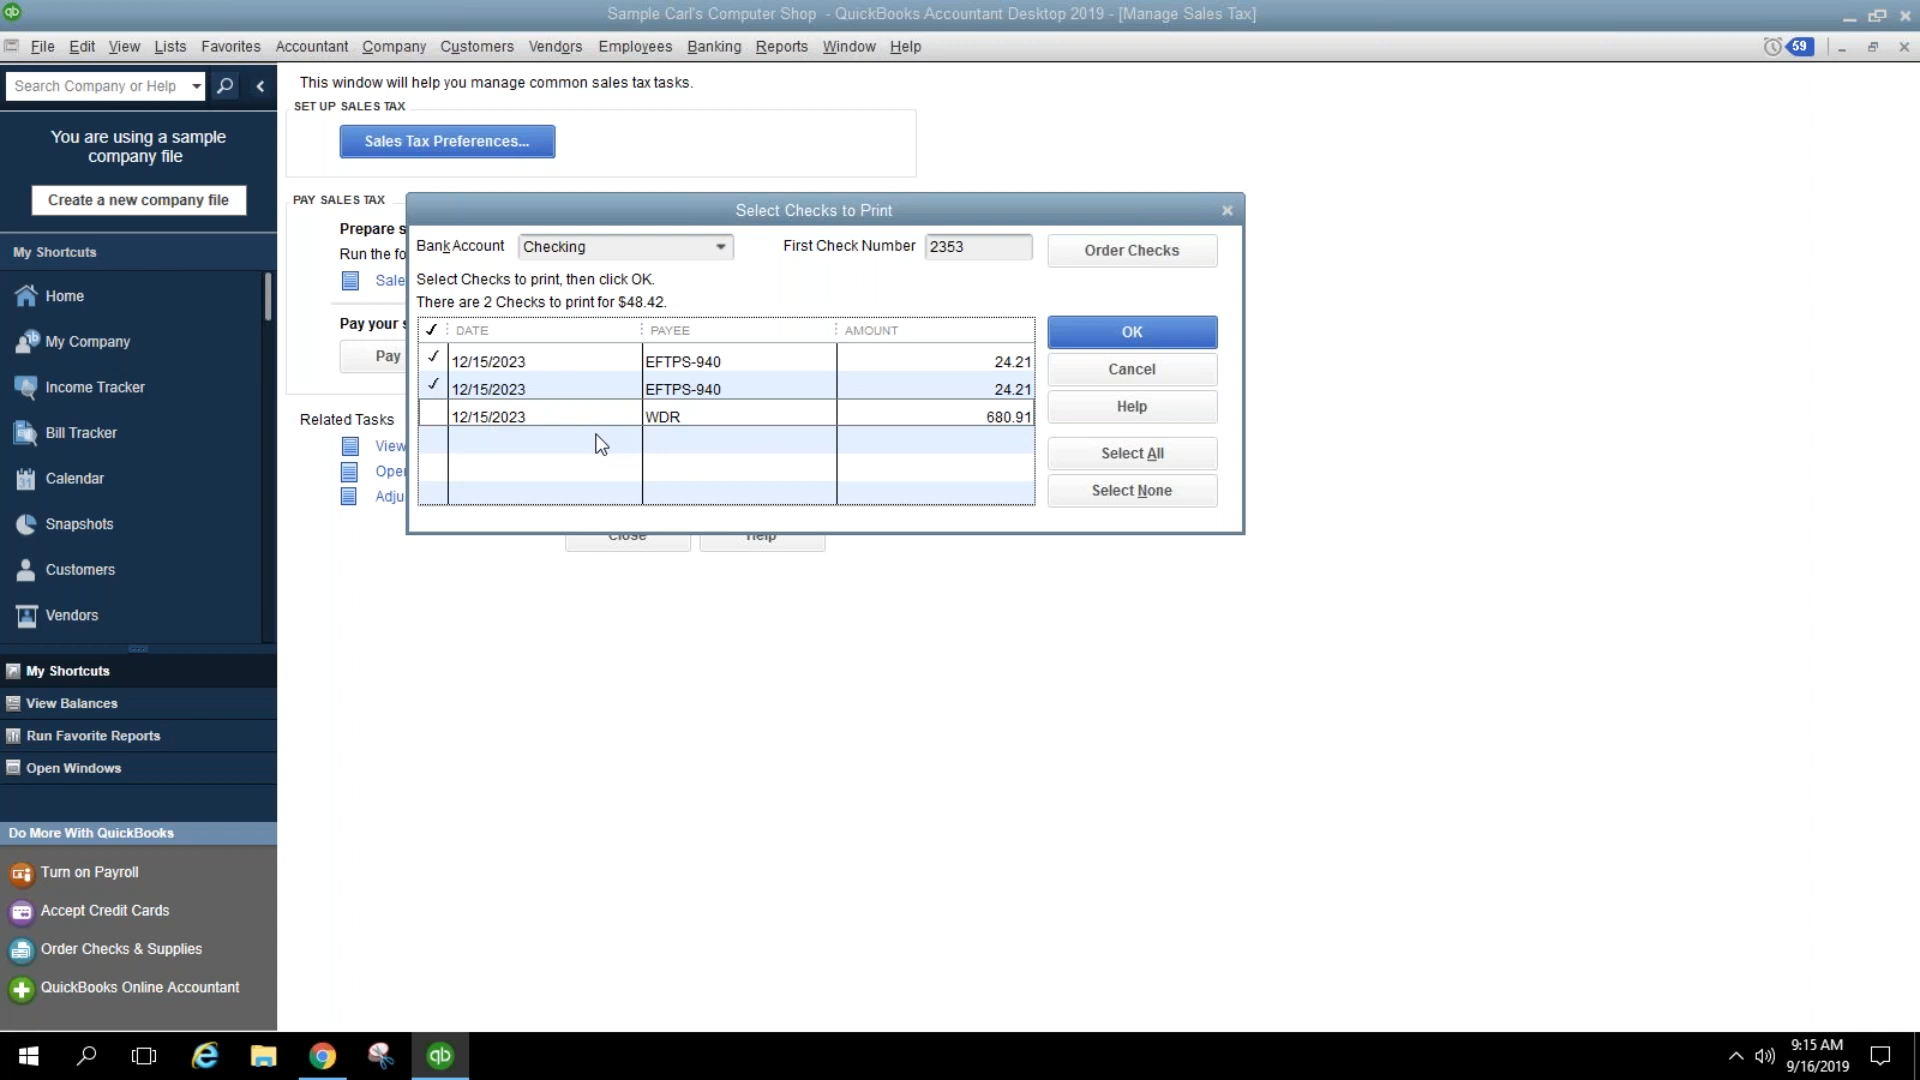 Sample Carl's Computer Shop - QuickBooks Accountant Desktop 2019 - [Manage Sales Tax]
File Edit View Lists Favorites Accountant Company Customers Vendors Employees Banking Reports Window Help
59
Search Company or Help
This window will help you manage common sales tax tasks.
SET UP SALES TAX
Sales Tax Preferences...
You are using a sample
company file
Create a new company file
PAY SALES TAX
Prepare s
Run the fo
Sale
Pay your s
Pay
Related Tasks
View
Oper
Adju
Close Help
Select Checks to Print
Bank Account Checking First Check Number 2353 Order Checks
Select Checks to print, then click OK.
There are 2 Checks to print for $48.42.
DATE PAYEE AMOUNT
12/15/2023 EFTPS-940 24.21
12/15/2023 EFTPS-940 24.21
12/15/2023 WDR 680.91
OK
Cancel
Help
Select All
Select None
My Shortcuts
Home
My Company
Income Tracker
Bill Tracker
Calendar
31
Snapshots
Customers
Vendors
My Shortcuts
View Balances
Run Favorite Reports
Open Windows
Do More With QuickBooks
Turn on Payroll
Accept Credit Cards
Order Checks & Supplies
QuickBooks Online Accountant
qb
9:15 AM
9/16/2019